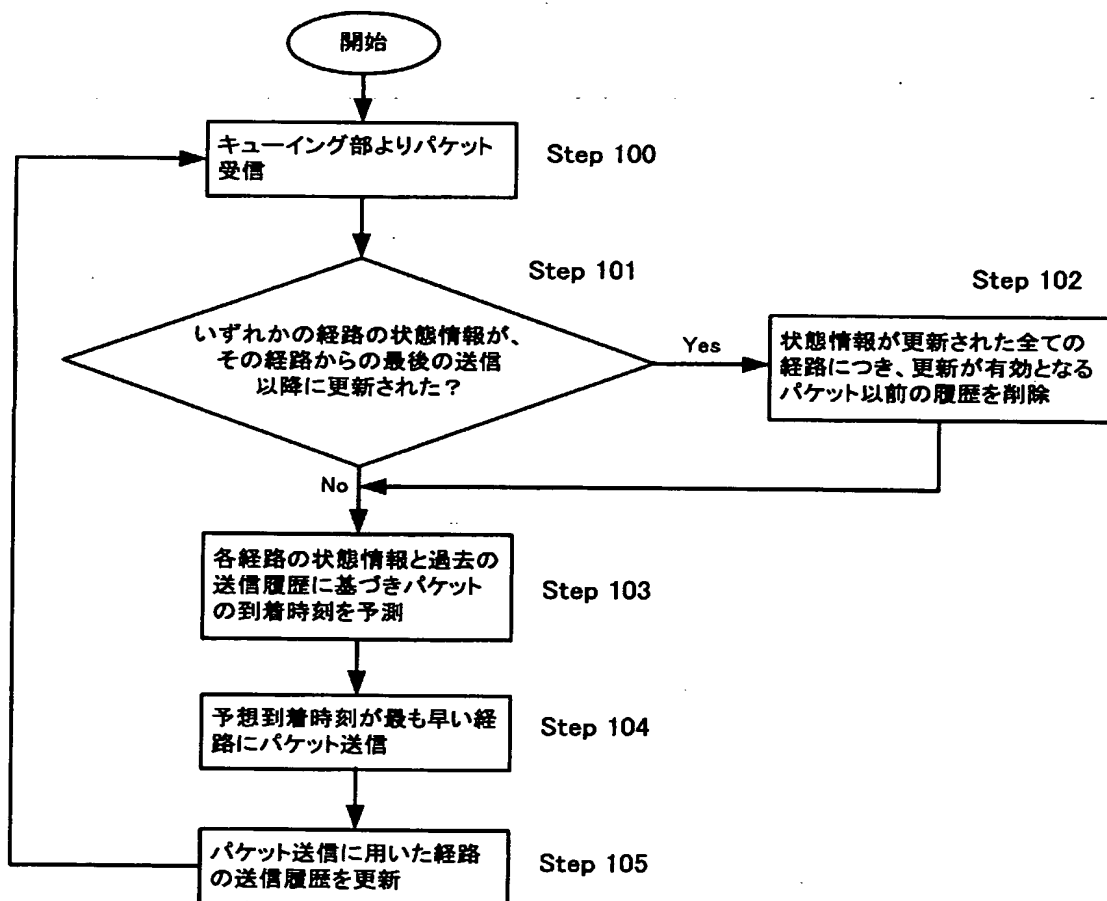 開始
キューイング部よりパケット
受信
Step 100
Step 101
いずれかの経路の状態情報が、
その経路からの最後の送信
以降に更新された？
Yes
Step 102
状態情報が更新された全ての
経路につき、更新が有効となる
パケット以前の履歴を削除
No
各経路の状態情報と過去の
送信履歴に基づきパケット
の到着時刻を予測
Step 103
予想到着時刻が最も早い経
路にパケット送信
Step 104
パケット送信に用いた経路
の送信履歴を更新
Step 105